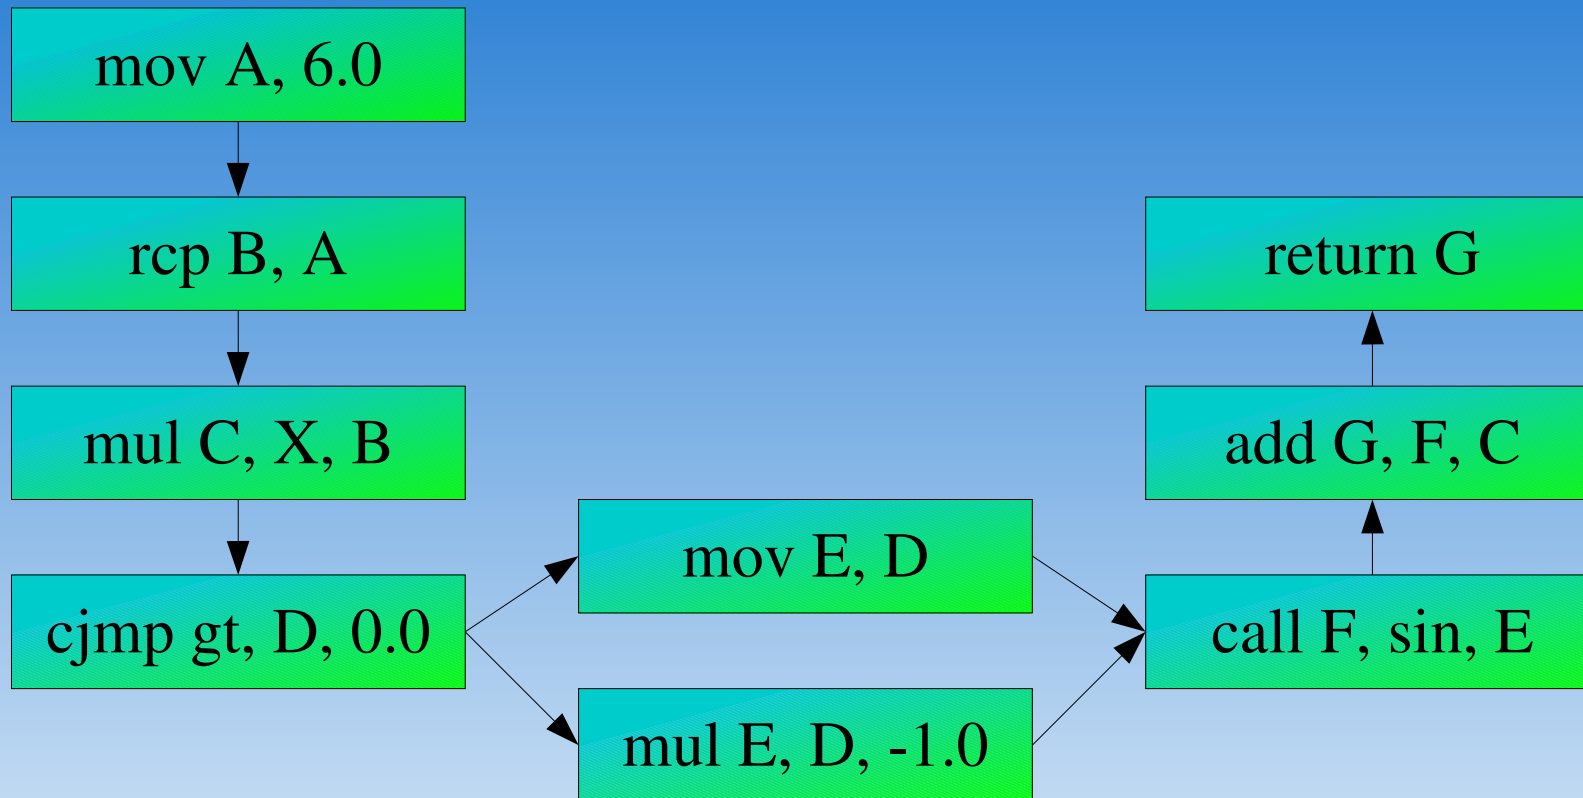 mov A, 6.0
rcp B, A
mul C, X, B
cjmp gt, D, 0.0
mov E, D
mul E, D, -1.0
call F, sin, E
add G, F, C
return G